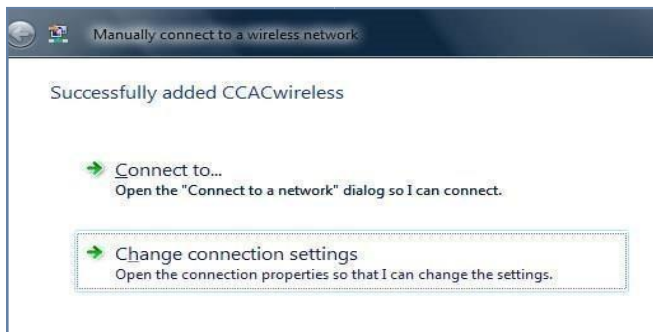 Manually connect to a wireless network
Successfully added CCACwireless
Connect to...
Open the "Connect to a network" dialog so I can connect.
Change connection settings
Open the connection properties so that I can change the settings.